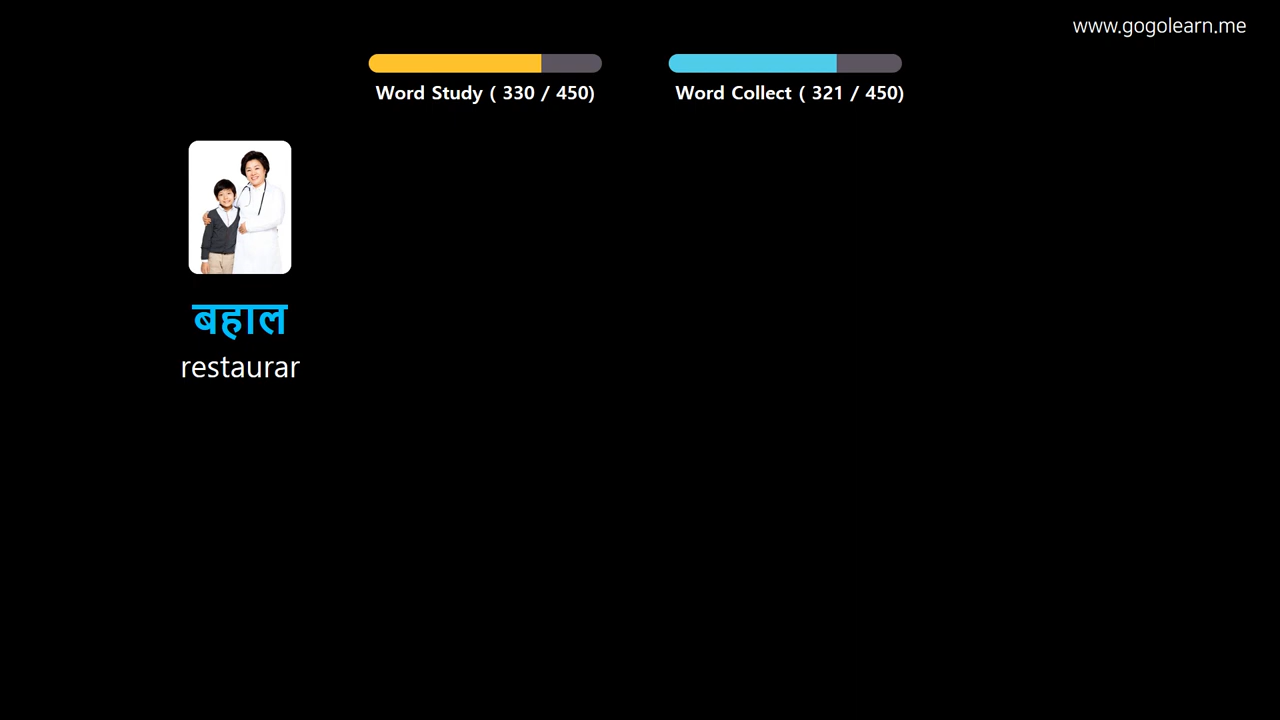 www.gogolearn.me
Word Study ( 330 / 450)
Word Collect ( 321 / 450)
बहाल
restaurar